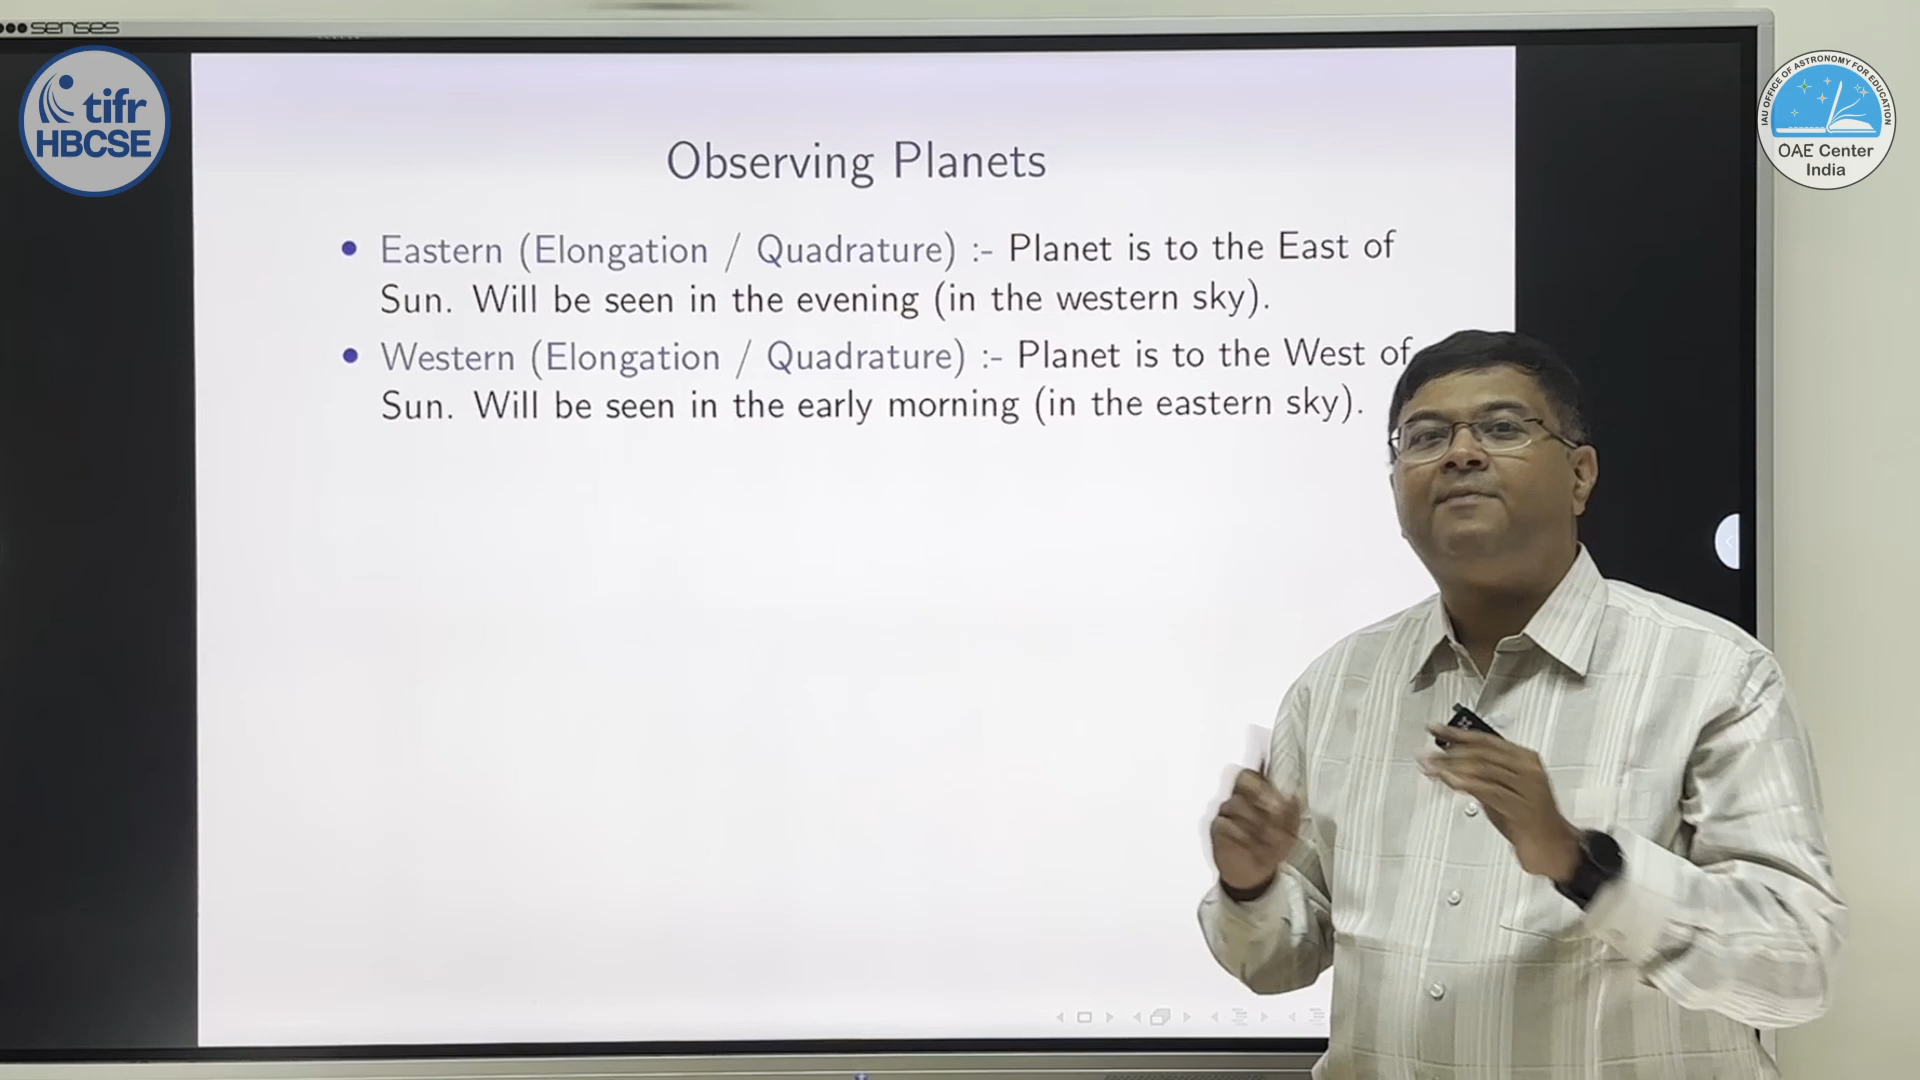 senses
tifr
HBCSE
IAU OFFICE OF ASTRONOMY FOR EDUCATION
OAE Center
India
Observing Planets
Eastern (Elongation / Quadrature) :- Planet is to the East of
Sun. Will be seen in the evening (in the western sky).
Western (Elongation / Quadrature) :- Planet is to the West of
Sun. Will be seen in the early morning (in the eastern sky).